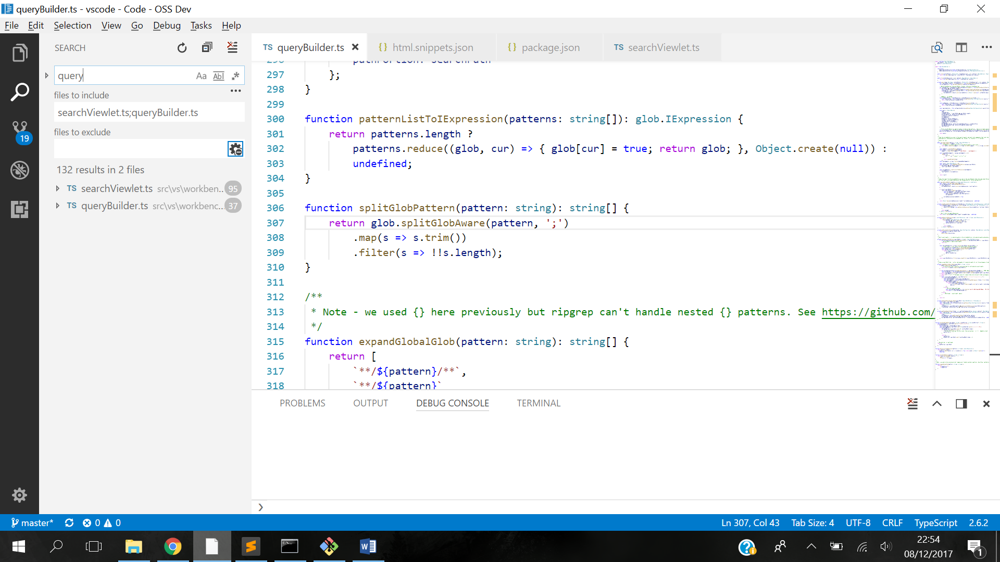 queryBuilder.ts - vscode - Code - OSS Dev
File Edit Selection View Go Debug Tasks Help
SEARCH
TS queryBuilder.ts
{} html.snippets.json
{} package.json
TS searchViewlet.ts
query
Aa Abl .*
files to include
searchViewlet.ts;queryBuilder.ts
files to exclude
132 results in 2 files
TS searchViewlet.ts src\vs\workben... 95
TS queryBuilder.ts src\vs\workbenc... 37
19
296 pathPortion: searchPath
297 };
298 }
299
300 function patternListToIExpression(patterns: string[]): glob.IExpression {
301 return patterns.length ?
302 patterns.reduce((glob, cur) => { glob[cur] = true; return glob; }, Object.create(null)) :
303 undefined;
304 }
305
306 function splitGlobPattern(pattern: string): string[] {
307 return glob.splitGlobAware(pattern, ';')
308 .map(s => s.trim())
309 .filter(s => !!s.length);
310 }
311
312 /**
313 * Note - we used {} here previously but ripgrep can't handle nested {} patterns. See https://github.com/
314 */
315 function expandGlobalGlob(pattern: string): string[] {
316 return [
317 `**/${pattern}/**`,
318 `**/${pattern}`
PROBLEMS OUTPUT DEBUG CONSOLE TERMINAL
master* 0 0
Ln 307, Col 43 Tab Size: 4 UTF-8 CRLF TypeScript 2.6.2
22:54
08/12/2017
1